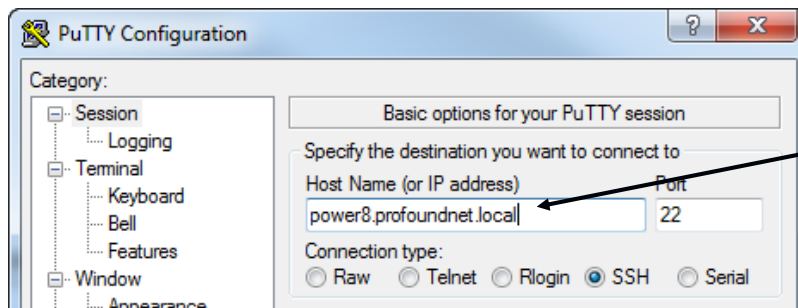 PuTTY Configuration
?
X
Category:
Session
Logging
Terminal
Keyboard
Bell
Features
Window
Appearance
Basic options for your PuTTY session
Specify the destination you want to connect to
Host Name (or IP address) Port
power8.profoundnet.local 22
Connection type:
Raw Telnet Rlogin SSH Serial